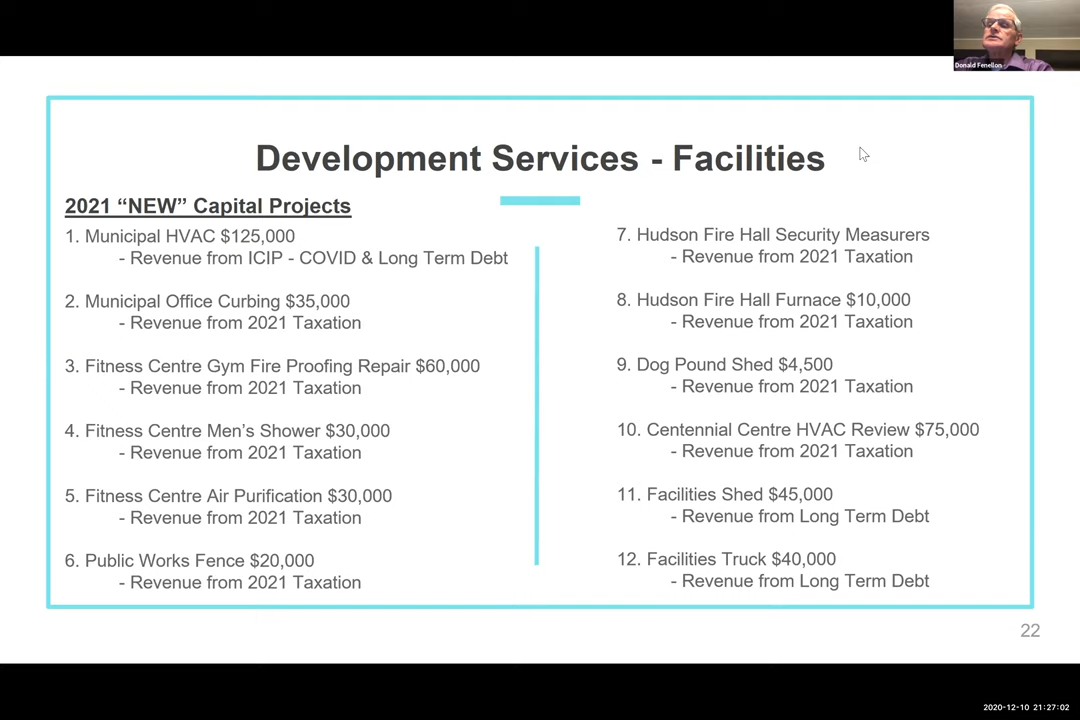 Donald Fenellon
Development Services - Facilities
2021 “NEW” Capital Projects
1. Municipal HVAC $125,000
- Revenue from ICIP - COVID & Long Term Debt
2. Municipal Office Curbing $35,000
- Revenue from 2021 Taxation
3. Fitness Centre Gym Fire Proofing Repair $60,000
- Revenue from 2021 Taxation
4. Fitness Centre Men’s Shower $30,000
- Revenue from 2021 Taxation
5. Fitness Centre Air Purification $30,000
- Revenue from 2021 Taxation
6. Public Works Fence $20,000
- Revenue from 2021 Taxation
7. Hudson Fire Hall Security Measurers
- Revenue from 2021 Taxation
8. Hudson Fire Hall Furnace $10,000
- Revenue from 2021 Taxation
9. Dog Pound Shed $4,500
- Revenue from 2021 Taxation
10. Centennial Centre HVAC Review $75,000
- Revenue from 2021 Taxation
11. Facilities Shed $45,000
- Revenue from Long Term Debt
12. Facilities Truck $40,000
- Revenue from Long Term Debt
22
2020-12-10 21:27:02